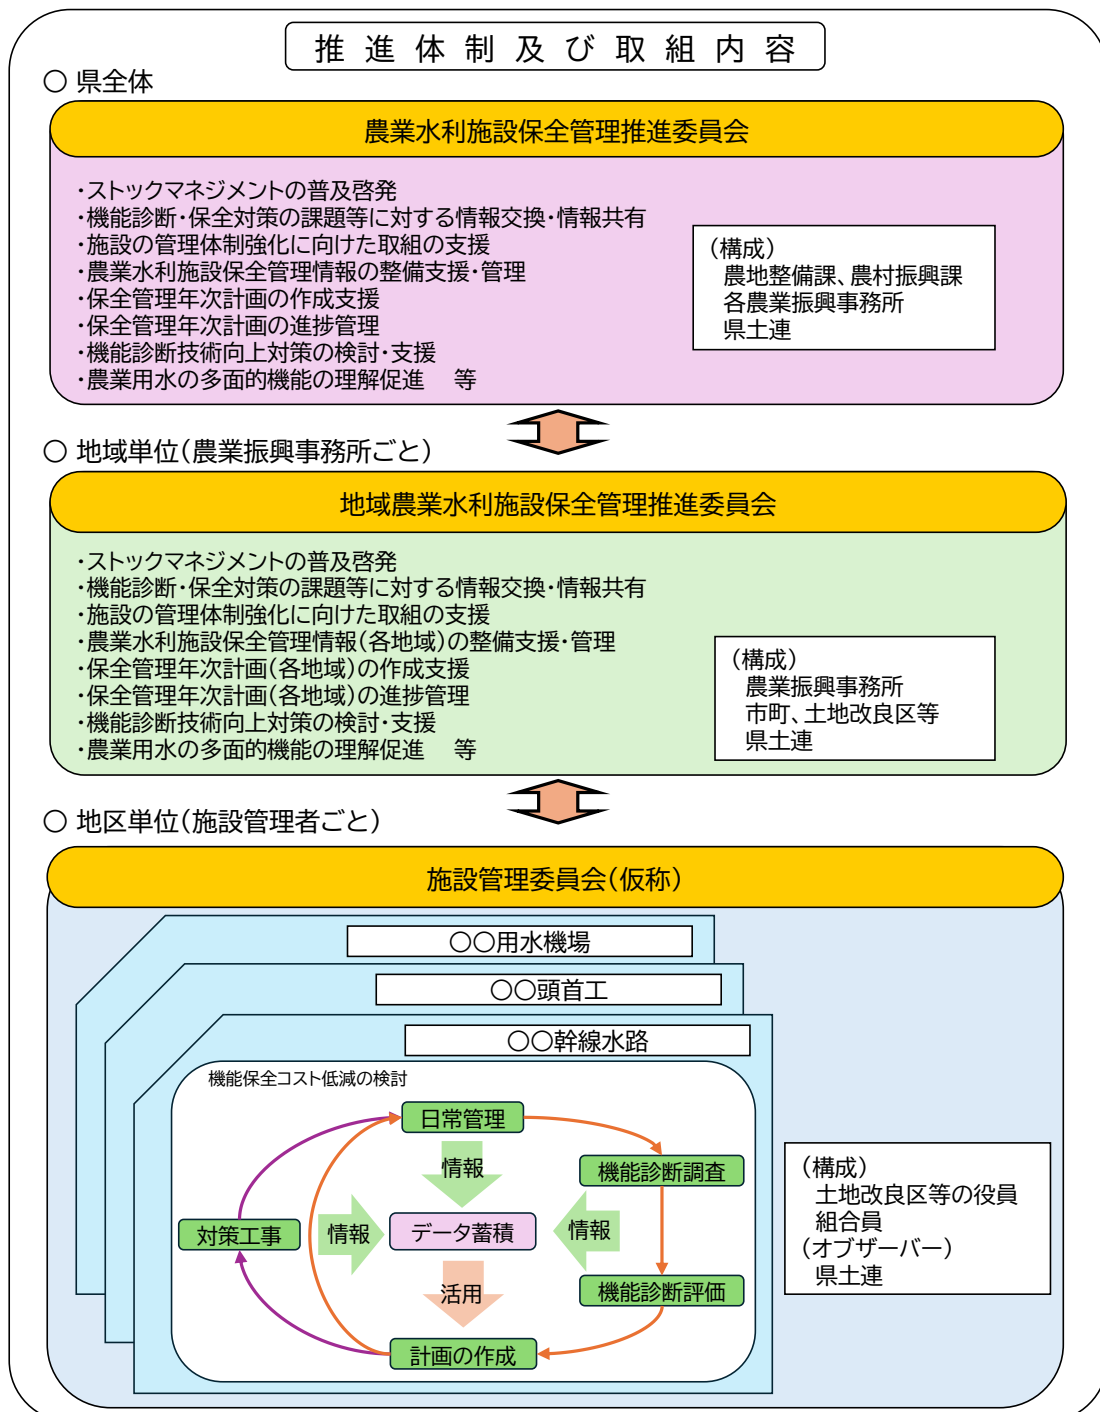 推進体制及び取組内容
○ 県全体
農業水利施設保全管理推進委員会
・ストックマネジメントの普及啓発
・機能診断・保全対策の課題等に対する情報交換・情報共有
・施設の管理体制強化に向けた取組の支援
・農業水利施設保全管理情報の整備支援・管理
・保全管理年次計画の作成支援
・保全管理年次計画の進捗管理
・機能診断技術向上対策の検討・支援
・農業用水の多面的機能の理解促進 等
(構成)
農地整備課、農村振興課
各農業振興事務所
県土連
○ 地域単位(農業振興事務所ごと)
地域農業水利施設保全管理推進委員会
・ストックマネジメントの普及啓発
・機能診断・保全対策の課題等に対する情報交換・情報共有
・施設の管理体制強化に向けた取組の支援
・農業水利施設保全管理情報(各地域)の整備支援・管理
・保全管理年次計画(各地域)の作成支援
・保全管理年次計画(各地域)の進捗管理
・機能診断技術向上対策の検討・支援
・農業用水の多面的機能の理解促進 等
(構成)
農業振興事務所
市町、土地改良区等
県土連
○ 地区単位(施設管理者ごと)
施設管理委員会(仮称)
○○用水機場
○○頭首工
○○幹線水路
機能保全コスト低減の検討
日常管理
情報
機能診断調査
対策工事
情報
データ蓄積
情報
活用
機能診断評価
計画の作成
(構成)
土地改良区等の役員
組合員
(オブザーバー)
県土連